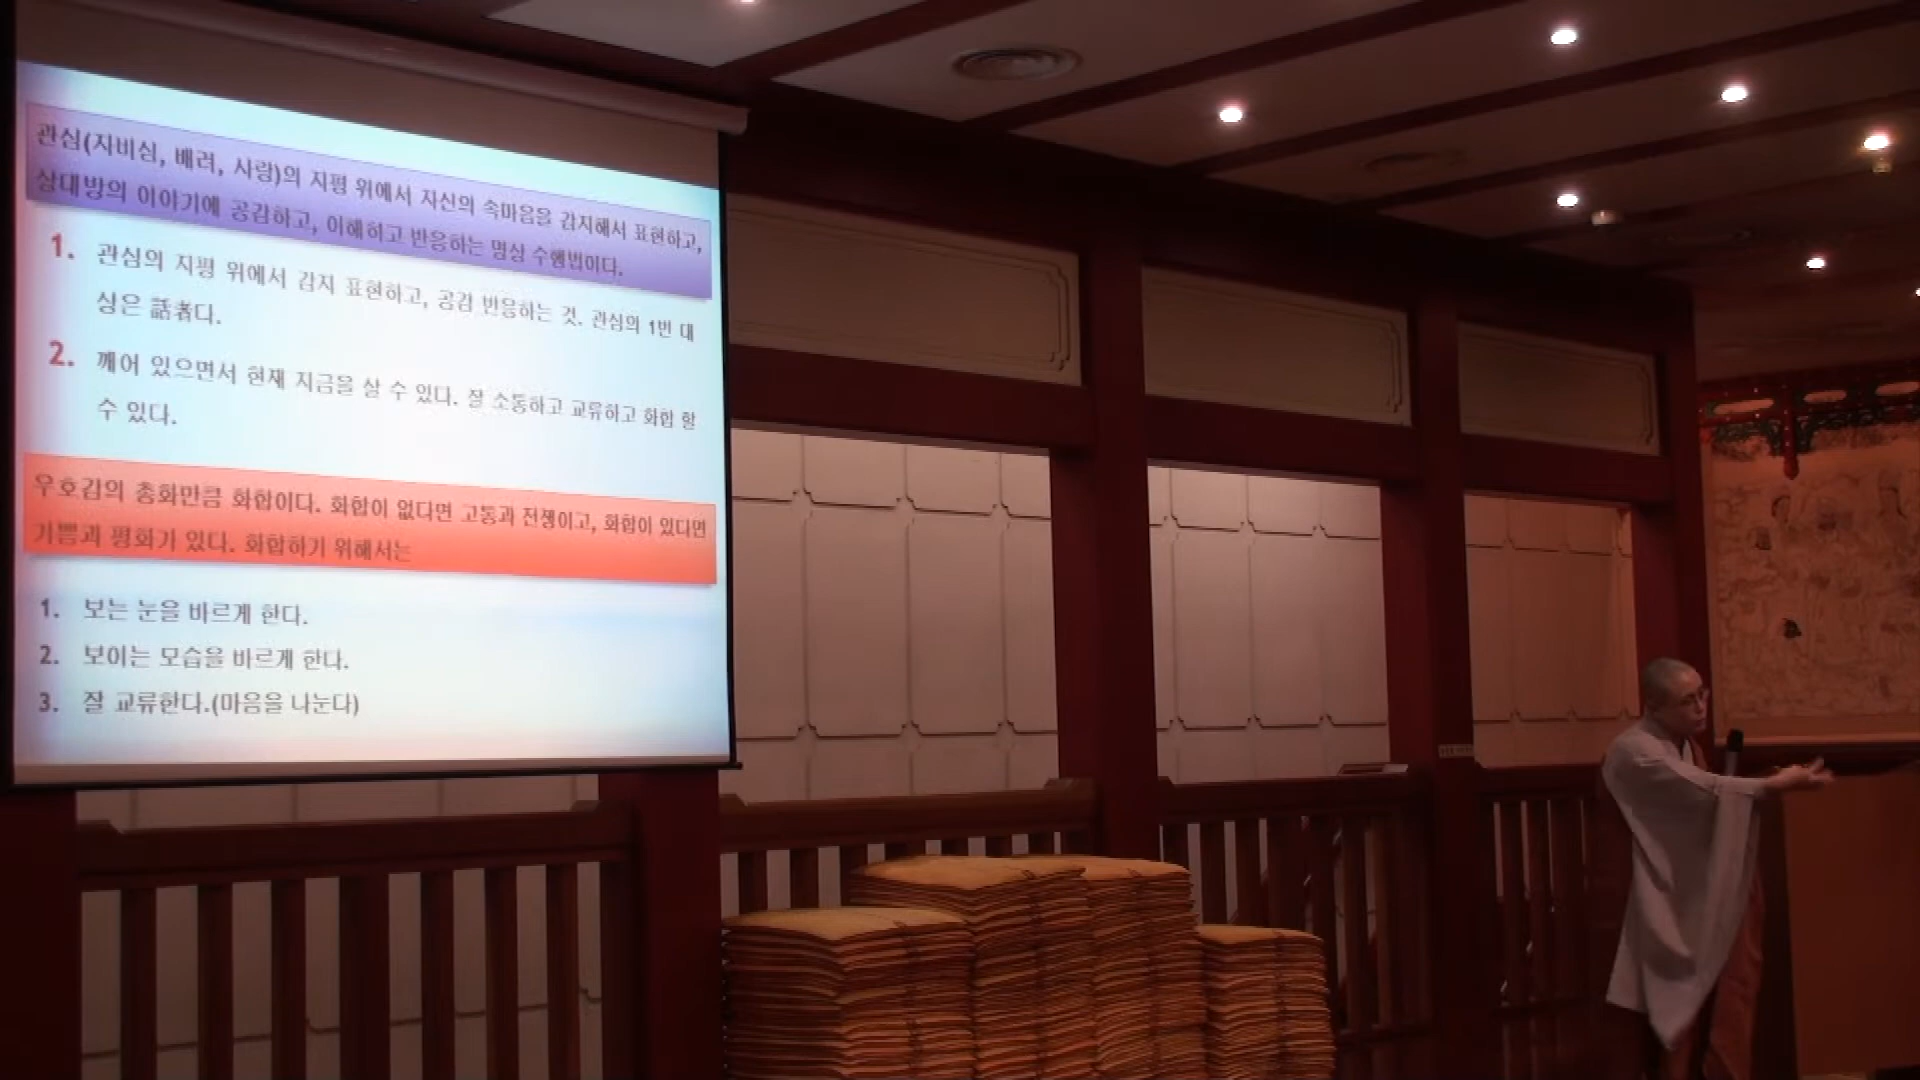 관심(자비심, 배려, 사랑)의 지평 위에서 자신의 속마음을 감지해서 표현하고,
상대방의 이야기에 공감하고, 이해하고 반응하는 명상 수행법이다.
1. 관심의 지평 위에서 감지 표현하고, 공감 반응하는 것. 관심의 1번 대
상은 話者다.
2. 깨어 있으면서 현재 지금을 살 수 있다. 잘 소통하고 교류하고 화합 할
수 있다.
우호감의 총화만큼 화합이다. 화합이 없다면 고통과 전쟁이고, 화합이 있다면
기쁨과 평화가 있다. 화합하기 위해서는
1. 보는 눈을 바르게 한다.
2. 보이는 모습을 바르게 한다.
3. 잘 교류한다.(마음을 나눈다)